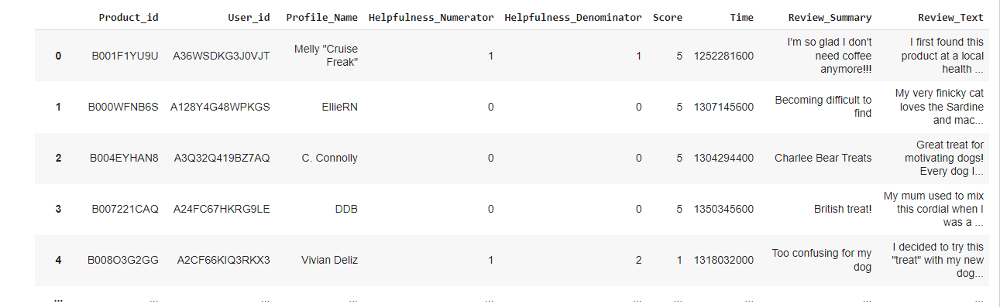 Product_id User_id Profile_Name Helpfulness_Numerator Helpfulness_Denominator Score Time Review_Summary Review_Text
0 B001F1YU9U A36WSDKG3J0VJT Melly "Cruise Freak" 1 1 5 1252281600 I'm so glad I don't need coffee anymore!!! I first found this product at a local health ...
1 B000WFNB6S A128Y4G48WPKGS EllieRN 0 0 5 1307145600 Becoming difficult to find My very finicky cat loves the Sardine and mac...
2 B004EYHAN8 A3Q32Q419BZ7AQ C. Connolly 0 0 5 1304294400 Charlee Bear Treats Great treat for motivating dogs! Every dog I...
3 B007221CAQ A24FC67HKRG9LE DDB 0 0 5 1350345600 British treat! My mum used to mix this cordial when I was a ...
4 B008O3G2GG A2CF66KIQ3RKX3 Vivian Deliz 1 2 1 1318032000 Too confusing for my dog I decided to try this "treat" with my new dog...
... ... ... ... ... ... ... ... ... ...